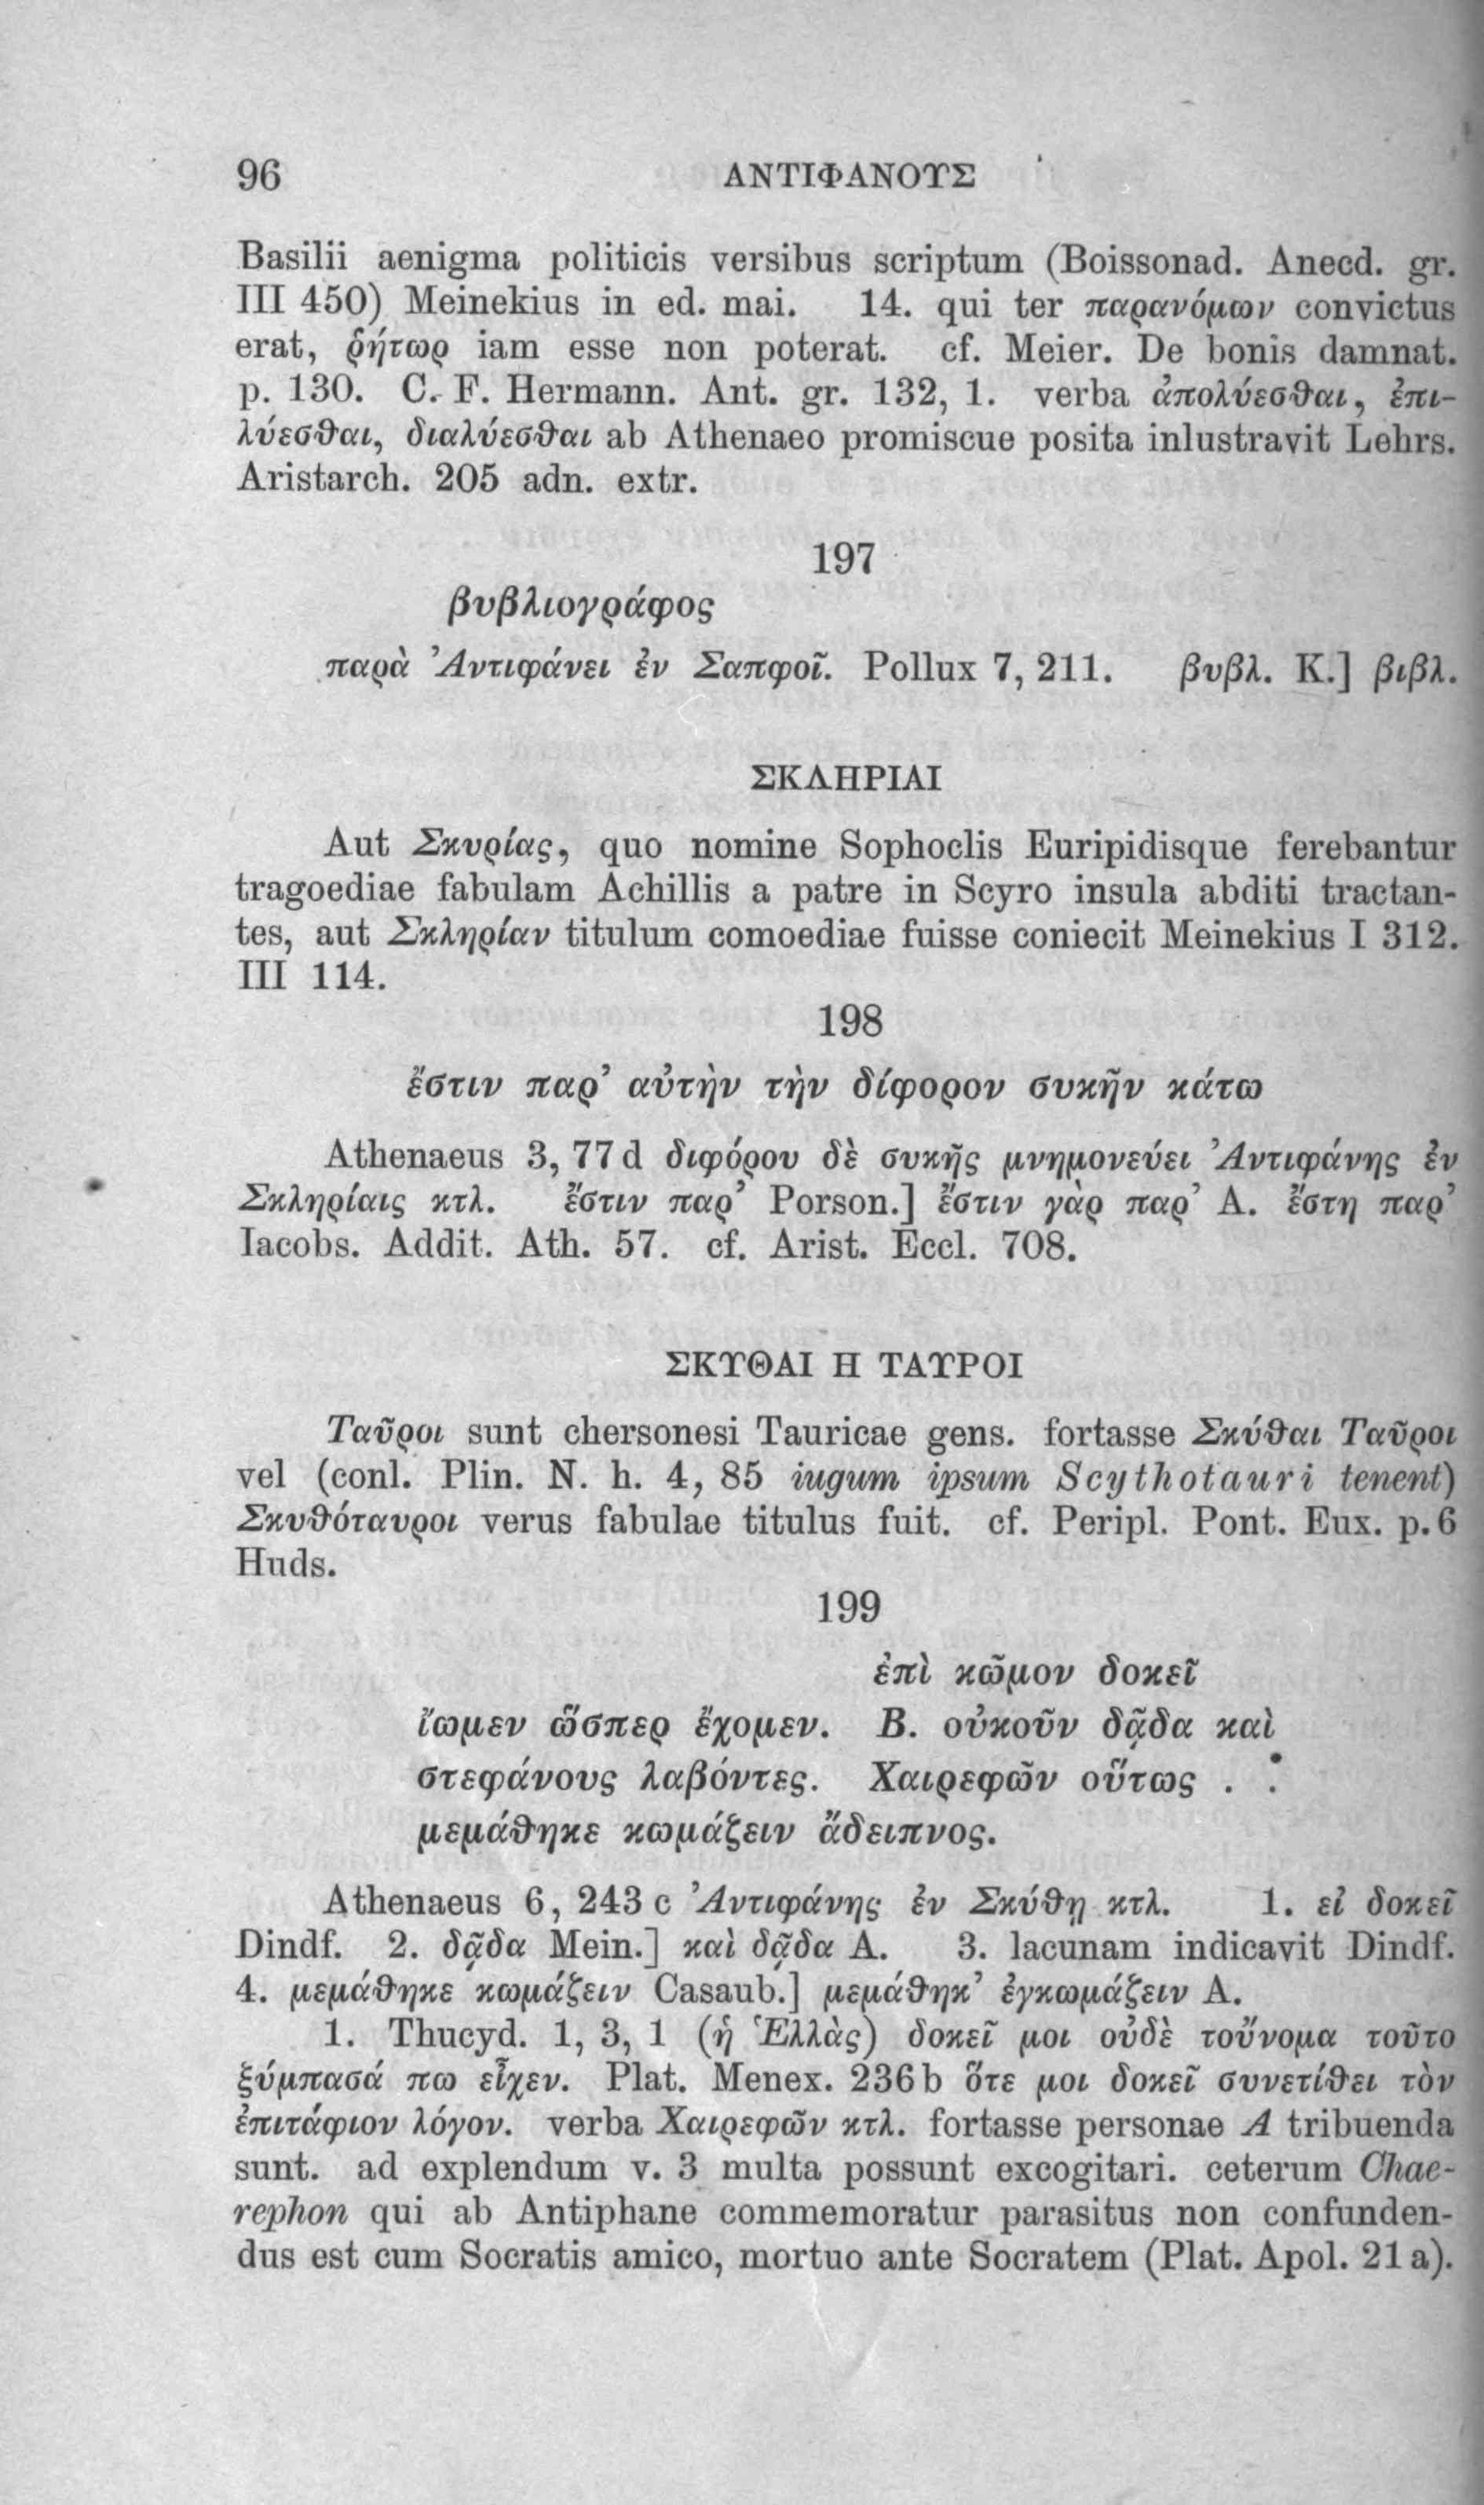 96 ΑΝΤΙΦΑΝΟΥΣ
Basilii aenigma politicis versibus scriptum (Boissonad. Anecd. gr.
III 450) Meinekius in ed. mai. 14. qui ter παρανόμων convictus
erat, ῥήτωρ iam esse non poterat. cf. Meier. De bonis damnat.
p. 130. C. F. Hermann. Ant. gr. 132, 1. verba ἀπολύεσθαι, ἐπι-
λύεσθαι, διαλύεσθαι ab Athenaeo promiscue posita inlustravit Lehrs.
Aristarch. 205 adn. extr.
197
βυβλιογράφος
παρὰ Ἀντιφάνει ἐν Σαπφοῖ. Pollux 7, 211. βυβλ. K.] βιβλ.
ΣΚΛΗΡΙΑΙ
Aut Σκυρίας, quo nomine Sophoclis Euripidisque ferebantur
tragoediae fabulam Achillis a patre in Scyro insula abditi tractan-
tes, aut Σκληρίαν titulum comoediae fuisse coniecit Meinekius I 312.
III 114.
198
ἔστιν παρ’ αὐτὴν τὴν δίφορον συκῆν κάτω
Athenaeus 3, 77 d διφόρου δὲ συκῆς μνημονεύει Ἀντιφάνης ἐν
Σκληρίαις κτλ. ἔστιν παρ’ Porson.] ἔστιν γὰρ παρ’ A. ἔστη παρ’
Iacobs. Addit. Ath. 57. cf. Arist. Eccl. 708.
ΣΚΥΘΑΙ Η ΤΑΥΡΟΙ
Ταῦροι sunt chersonesi Tauricae gens. fortasse Σκύθαι Ταῦροι
vel (conl. Plin. N. h. 4, 85 iugum ipsum Scythotauri tenent)
Σκυθόταυροι verus fabulae titulus fuit. cf. Peripl. Pont. Eux. p. 6
Huds.
199
ἐπὶ κῶμον δοκεῖ
ἴωμεν ὥσπερ ἔχομεν. B. οὐκοῦν δᾷδα καὶ
στεφάνους λαβόντες. Χαιρεφῶν οὕτως . .
μεμάθηκε κωμάζειν ἄδειπνος.
Athenaeus 6, 243 c Ἀντιφάνης ἐν Σκύθῃ κτλ. 1. εἰ δοκεῖ
Dindf. 2. δᾷδα Mein.] καὶ δᾷδα A. 3. lacunam indicavit Dindf.
4. μεμάθηκε κωμάζειν Casaub.] μεμάθηκ’ ἐγκωμάζειν A.
1. Thucyd. 1, 3, 1 (ἡ Ἑλλὰς) δοκεῖ μοι οὐδὲ τοὔνομα τοῦτο
ξύμπασά πω εἶχεν. Plat. Menex. 236 b ὅτε μοι δοκεῖ συνετίθει τὸν
ἐπιτάφιον λόγον. verba Χαιρεφῶν κτλ. fortasse personae A tribuenda
sunt. ad explendum v. 3 multa possunt excogitari. ceterum Chae-
rephon qui ab Antiphane commemoratur parasitus non confunden-
dus est cum Socratis amico, mortuo ante Socratem (Plat. Apol. 21 a).